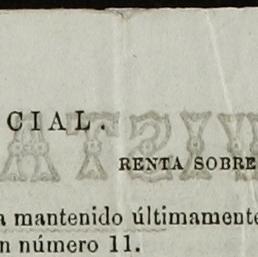 CIAL.
RENTA SOBRE
a mantenido últimamente
n número 11.